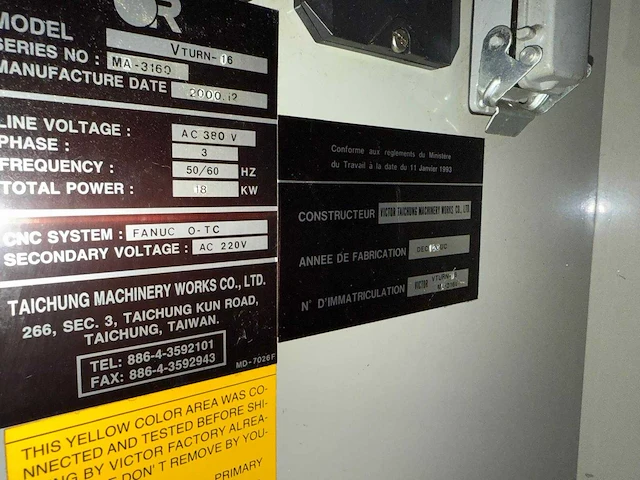 MODEL VTURN-16
SERIES NO : MA-3160
MANUFACTURE DATE 2000.12
LINE VOLTAGE : AC 380 V
PHASE : 3
FREQUENCY : 50/60 HZ
TOTAL POWER : 18 KW
CNC SYSTEM : FANUC O-TC
SECONDARY VOLTAGE : AC 220V
TAICHUNG MACHINERY WORKS CO., LTD.
266, SEC. 3, TAICHUNG KUN ROAD,
TAICHUNG, TAIWAN.
TEL: 886-4-3592101
FAX: 886-4-3592943
MD-7026F
THIS YELLOW COLOR AREA WAS CO-
NNECTED AND TESTED BEFORE SHI-
NG BY VICTOR FACTORY ALREA-
E DON'T REMOVE BY YOU-
PRIMARY
Conforme aux reglements du Ministère
du Travail à la date du 11 Janvier 1993
CONSTRUCTEUR VICTOR TAICHUNG MACHINERY WORKS CO., LTD.
ANNEE DE FABRICATION
N° D'IMMATRICULATION VICTOR VTURN-